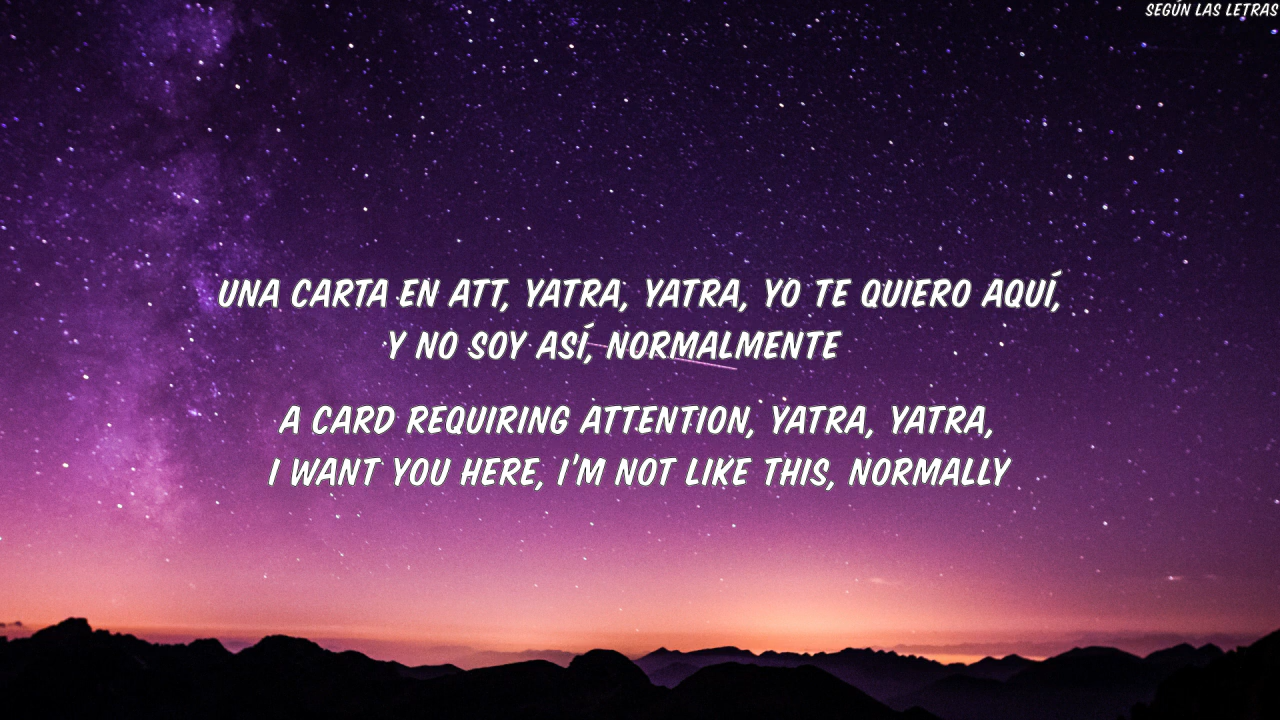 SEGÚN LAS LETRAS
UNA CARTA EN ATT, YATRA, YATRA, YO TE QUIERO AQUÍ,
Y NO SOY ASÍ, NORMALMENTE
A CARD REQUIRING ATTENTION, YATRA, YATRA,
I WANT YOU HERE, I'M NOT LIKE THIS, NORMALLY